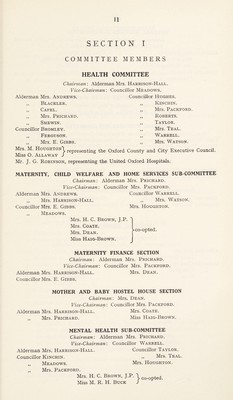 11
SECTION I
COMMITTEE MEMBERS
HEALTH COMMITTEE
Chairman: Alderman Mrs. Harrison-Hall.
Vice-Chairman: Councillor Meadows.
Alderman Mrs. Andrews. Councillor Hughes.
„ Blackler. „ Kinchin.
„ Capel. „ Mrs. Packford.
„ Mrs. Prichard. „ Roberts.
„ Smewin. „ Taylor.
Councillor Bromley. „ Mrs. Teal.
„ Ferguson. „ Warrell.
„ Mrs. E. Gibbs. „ Mrs. Watson.
Mrs. M. Houghton } representing the Oxford County and City Executive Council.
Miss O. Allaway
Mr. J. G. Robinson, representing the United Oxford Hospitals.
MATERNITY, CHILD WELFARE AND HOME SERVICES SUB-COMMITTEE
Chairman: Alderman Mrs. Prichard.
Vice-Chairman: Councillor Mrs. Packford.
Alderman Mrs. Andrews. Councillor Warrell.
„ Mrs. Harrison-Hall. „ Mrs. Watson.
Councillor Mrs. E. Gibbs. Mrs. Houghton.
„ Meadows.
Mrs. H. C. Brown, J.P.
Mrs. Coate. } co-opted.
Mrs. Dean.
Miss Haig-Brown.
MATERNITY FINANCE SECTION
Chairman: Alderman Mrs. Prichard.
Vice-Chairman: Councillor Mrs. Packford.
Alderman Mrs. Harrison-Hall. Mrs. Dean.
Councillor Mrs. E. Gibbs.
MOTHER AND BABY HOSTEL HOUSE SECTION
Chairman: Mrs. Dean.
Vice-Chairman: Councillor Mrs. Packford.
Alderman Mrs. Harrison-Hall. Mrs. Coate.
„ Mrs. Prichard. Miss Haig-Brown.
MENTAL HEALTH SUB-COMMITTEE
Chairman: Alderman Mrs. Prichard.
Vice-Chairman: Councillor Warrell.
Alderman Mrs. Harrison-Hall. Councillor Taylor.
Councillor Kinchin. „ Mrs. Teal.
„ Meadows. Mrs. Houghton.
„ Mrs. Packford.
Mrs. H. C. Brown, J.P. } co-opted.
Miss M. R. H. Buck